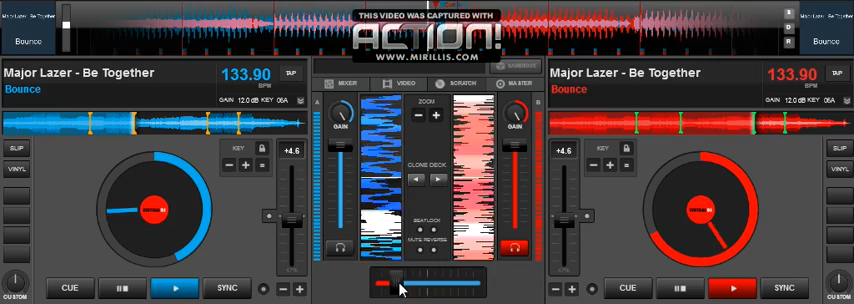 Major Lazer - Be Together
Bounce
THIS VIDEO WAS CAPTURED WITH
ACTION!
WWW.MIRILLIS.COM
S
D
R
Major Lazer - Be Together
Bounce
Major Lazer - Be Together
Bounce
133.90
BPM
TAP
GAIN 12.0 dB KEY 06A
MIXER
VIDEO
SCRATCH
MASTER
Major Lazer - Be Together
Bounce
133.90
BPM
TAP
GAIN 12.0 dB KEY 06A
SLIP
VINYL
KEY
+4.6
CUE
SYNC
CUSTOM
A
GAIN
ZOOM
CLONE DECK
BEATLOCK
MUTE REVERSE
GAIN
B
+4.6
KEY
SLIP
VINYL
CUE
SYNC
CUSTOM